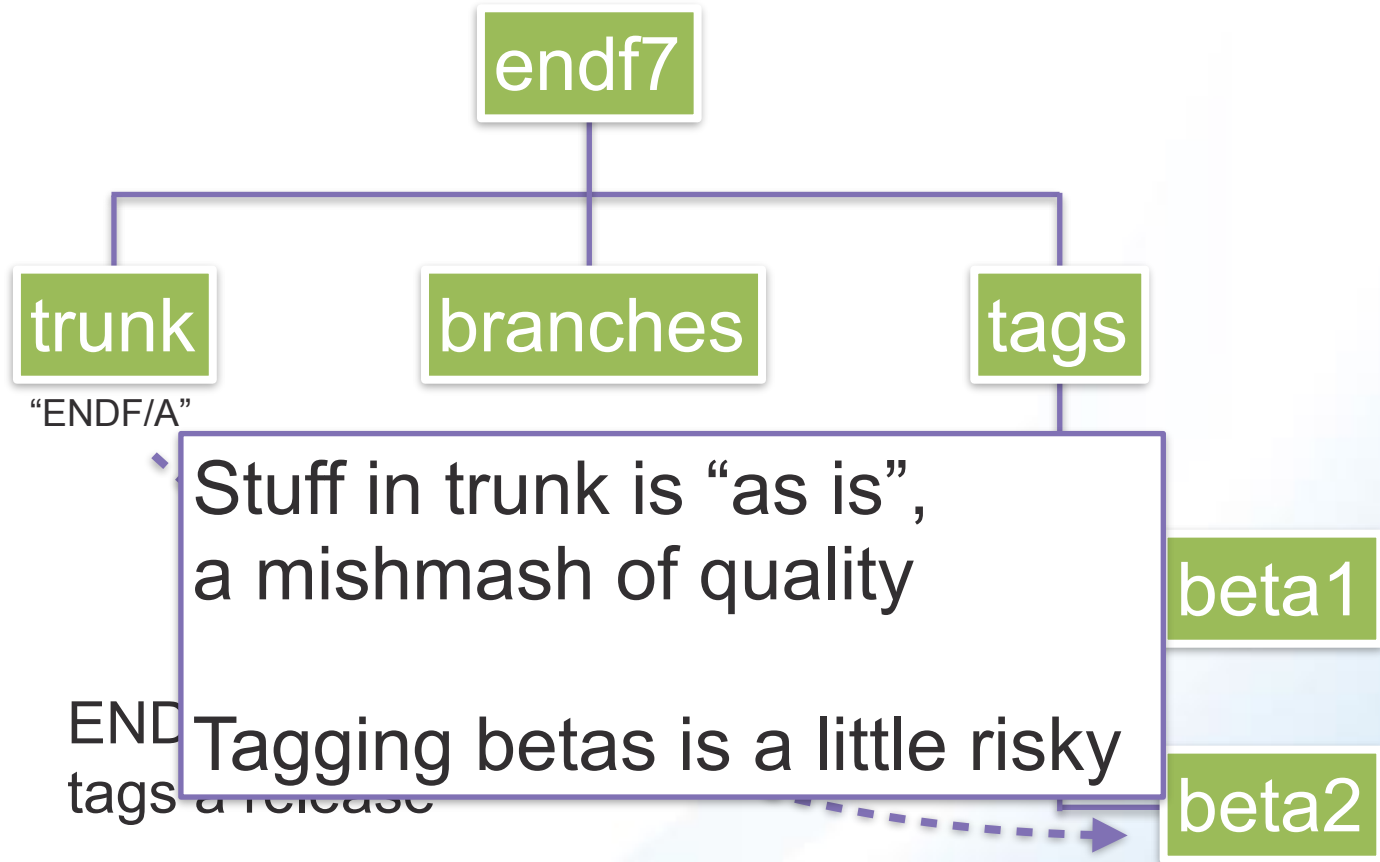 endf7
trunk
branches
tags
“ENDF/A”
Stuff in trunk is “as is”,
a mishmash of quality
beta1
Tagging betas is a little risky
tags a release
beta2